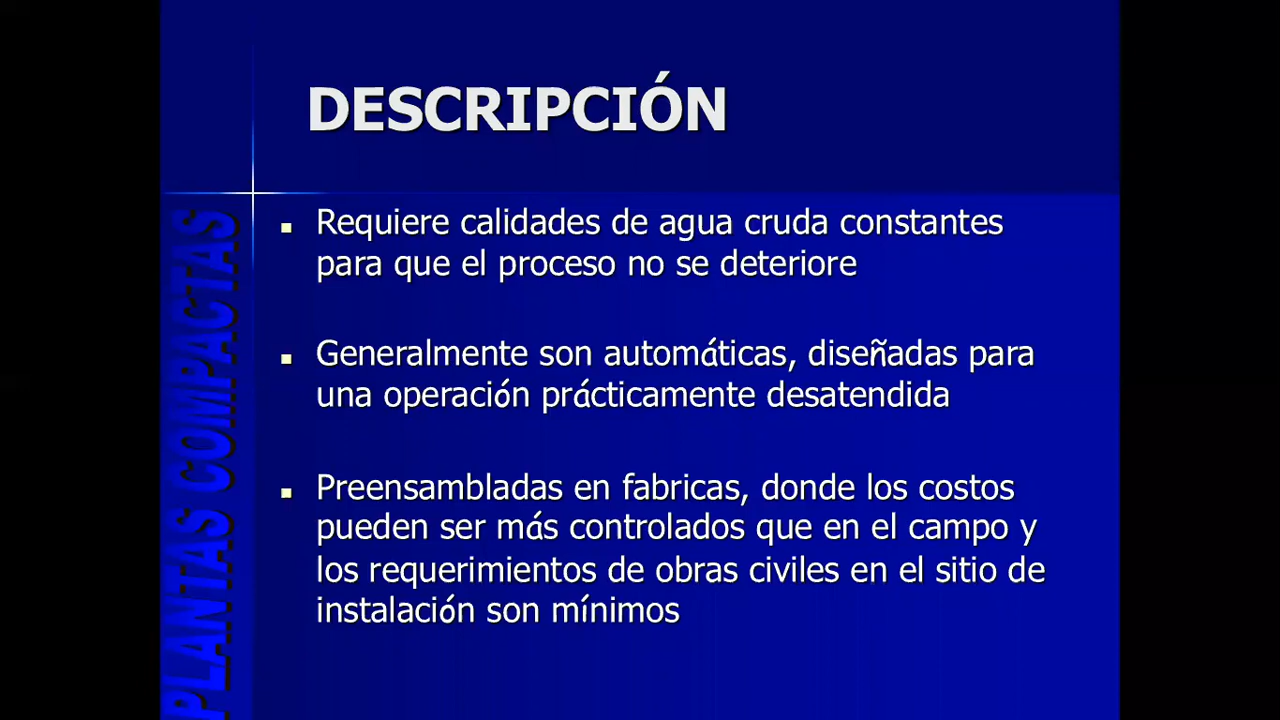 DESCRIPCIÓN
Requiere calidades de agua cruda constantes
para que el proceso no se deteriore
Generalmente son automáticas, diseñadas para
una operación prácticamente desatendida
Preensambladas en fabricas, donde los costos
pueden ser más controlados que en el campo y
los requerimientos de obras civiles en el sitio de
instalación son mínimos
PLANTAS COMPACTAS